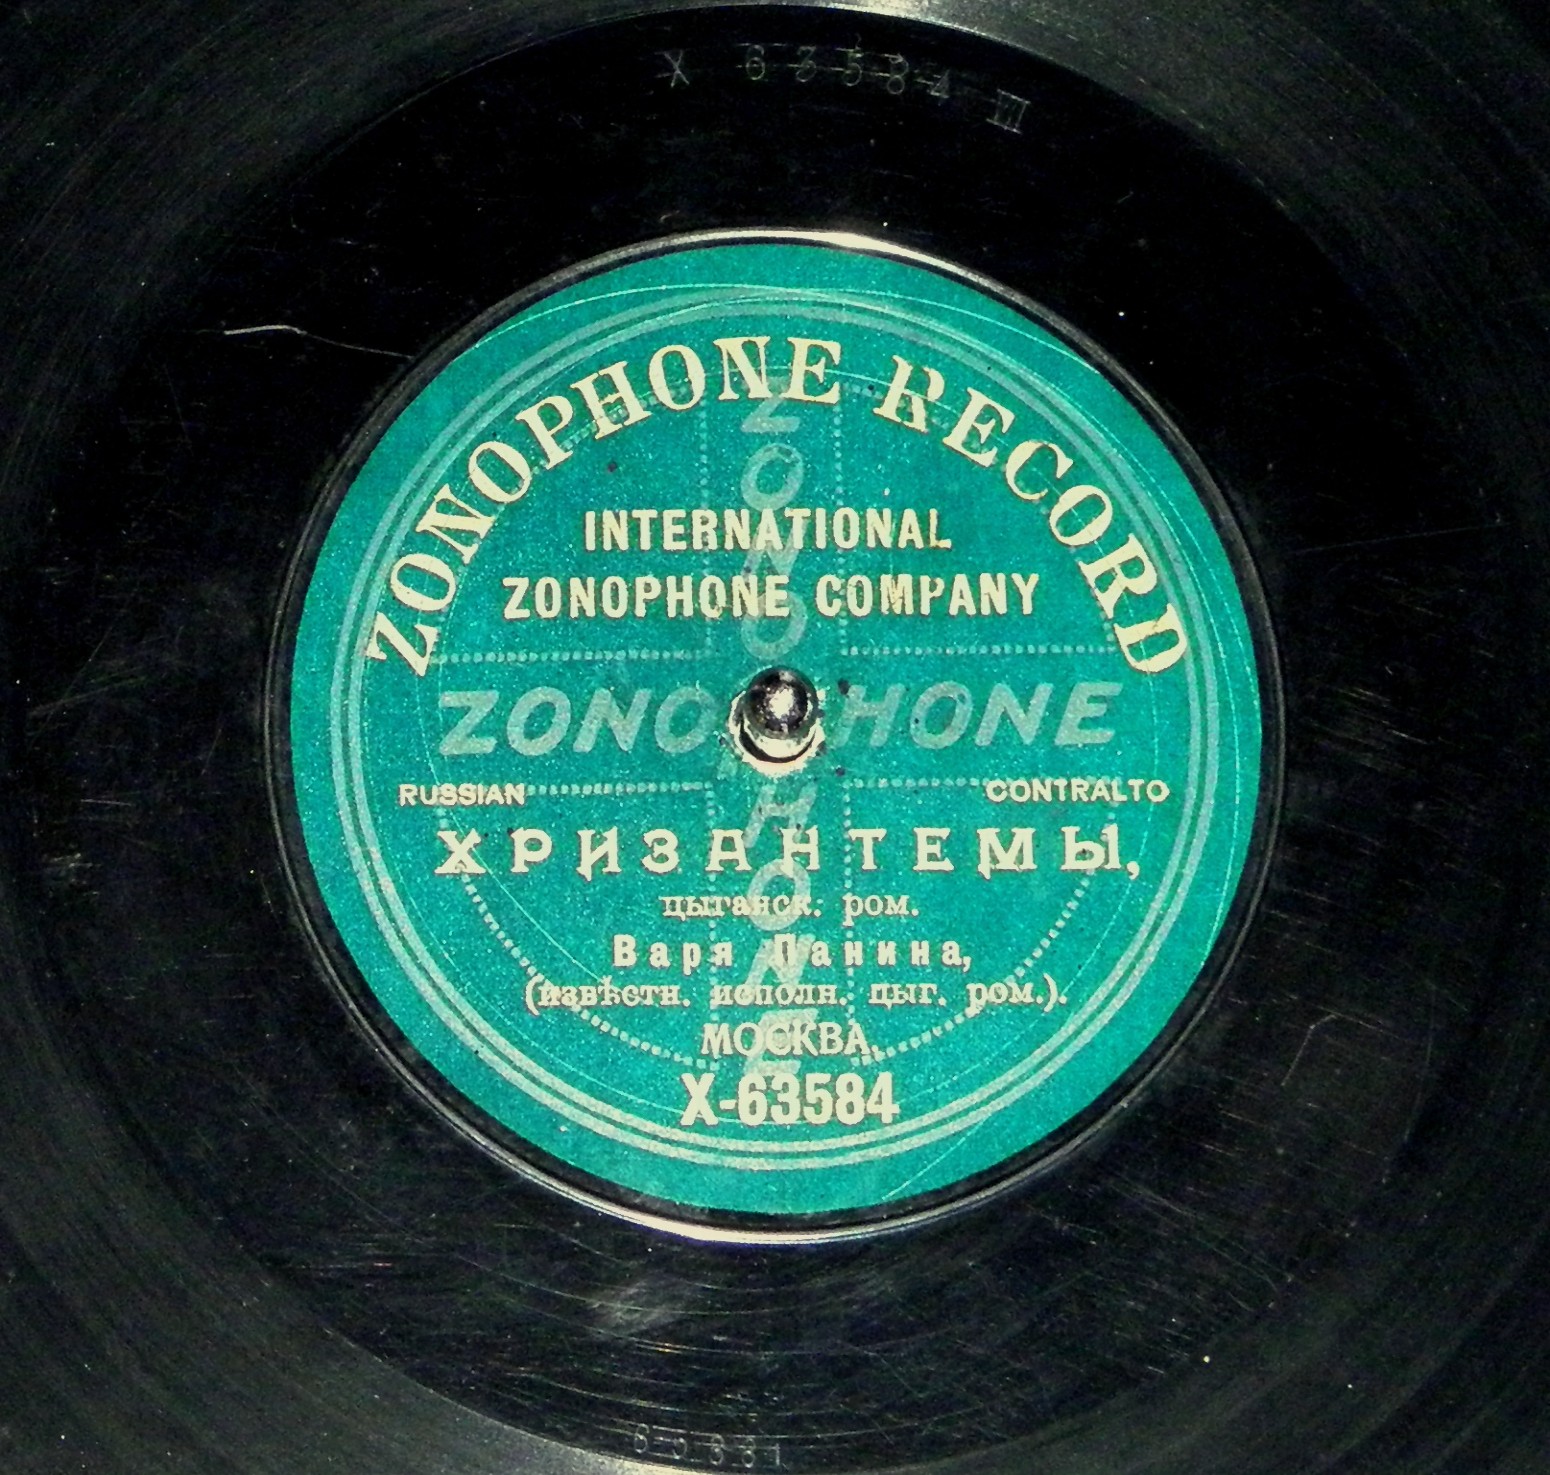 X 63584 III
ZONOPHONE RECORD
INTERNATIONAL
ZONOPHONE COMPANY
ZONOPHONE
ZONOPHONE
RUSSIAN CONTRALTO
ХРИЗАНТЕМЫ,
цыганск. ром.
Варя Панина,
(извѣстн. исполн. цыг. ром.).
МОСКВА,
X-63584